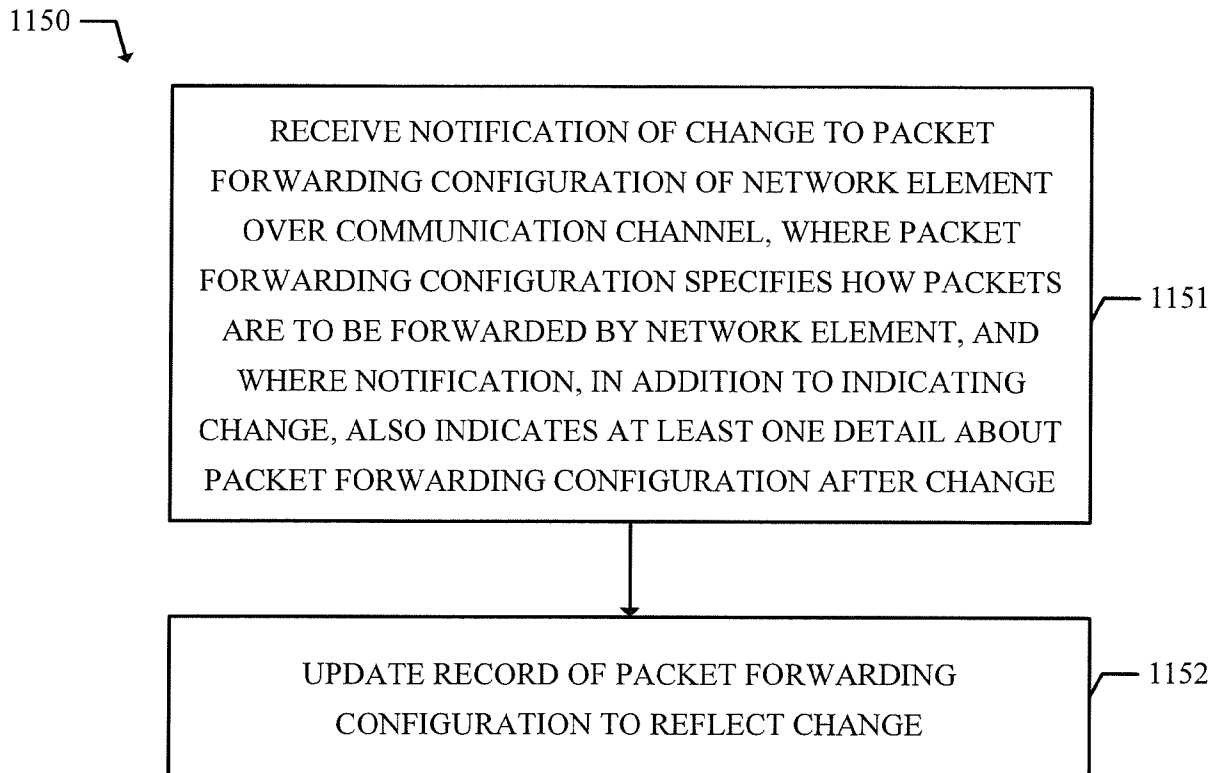 1150
RECEIVE NOTIFICATION OF CHANGE TO PACKET
FORWARDING CONFIGURATION OF NETWORK ELEMENT
OVER COMMUNICATION CHANNEL, WHERE PACKET
FORWARDING CONFIGURATION SPECIFIES HOW PACKETS
ARE TO BE FORWARDED BY NETWORK ELEMENT, AND
WHERE NOTIFICATION, IN ADDITION TO INDICATING
CHANGE, ALSO INDICATES AT LEAST ONE DETAIL ABOUT
PACKET FORWARDING CONFIGURATION AFTER CHANGE
1151
UPDATE RECORD OF PACKET FORWARDING
CONFIGURATION TO REFLECT CHANGE
1152